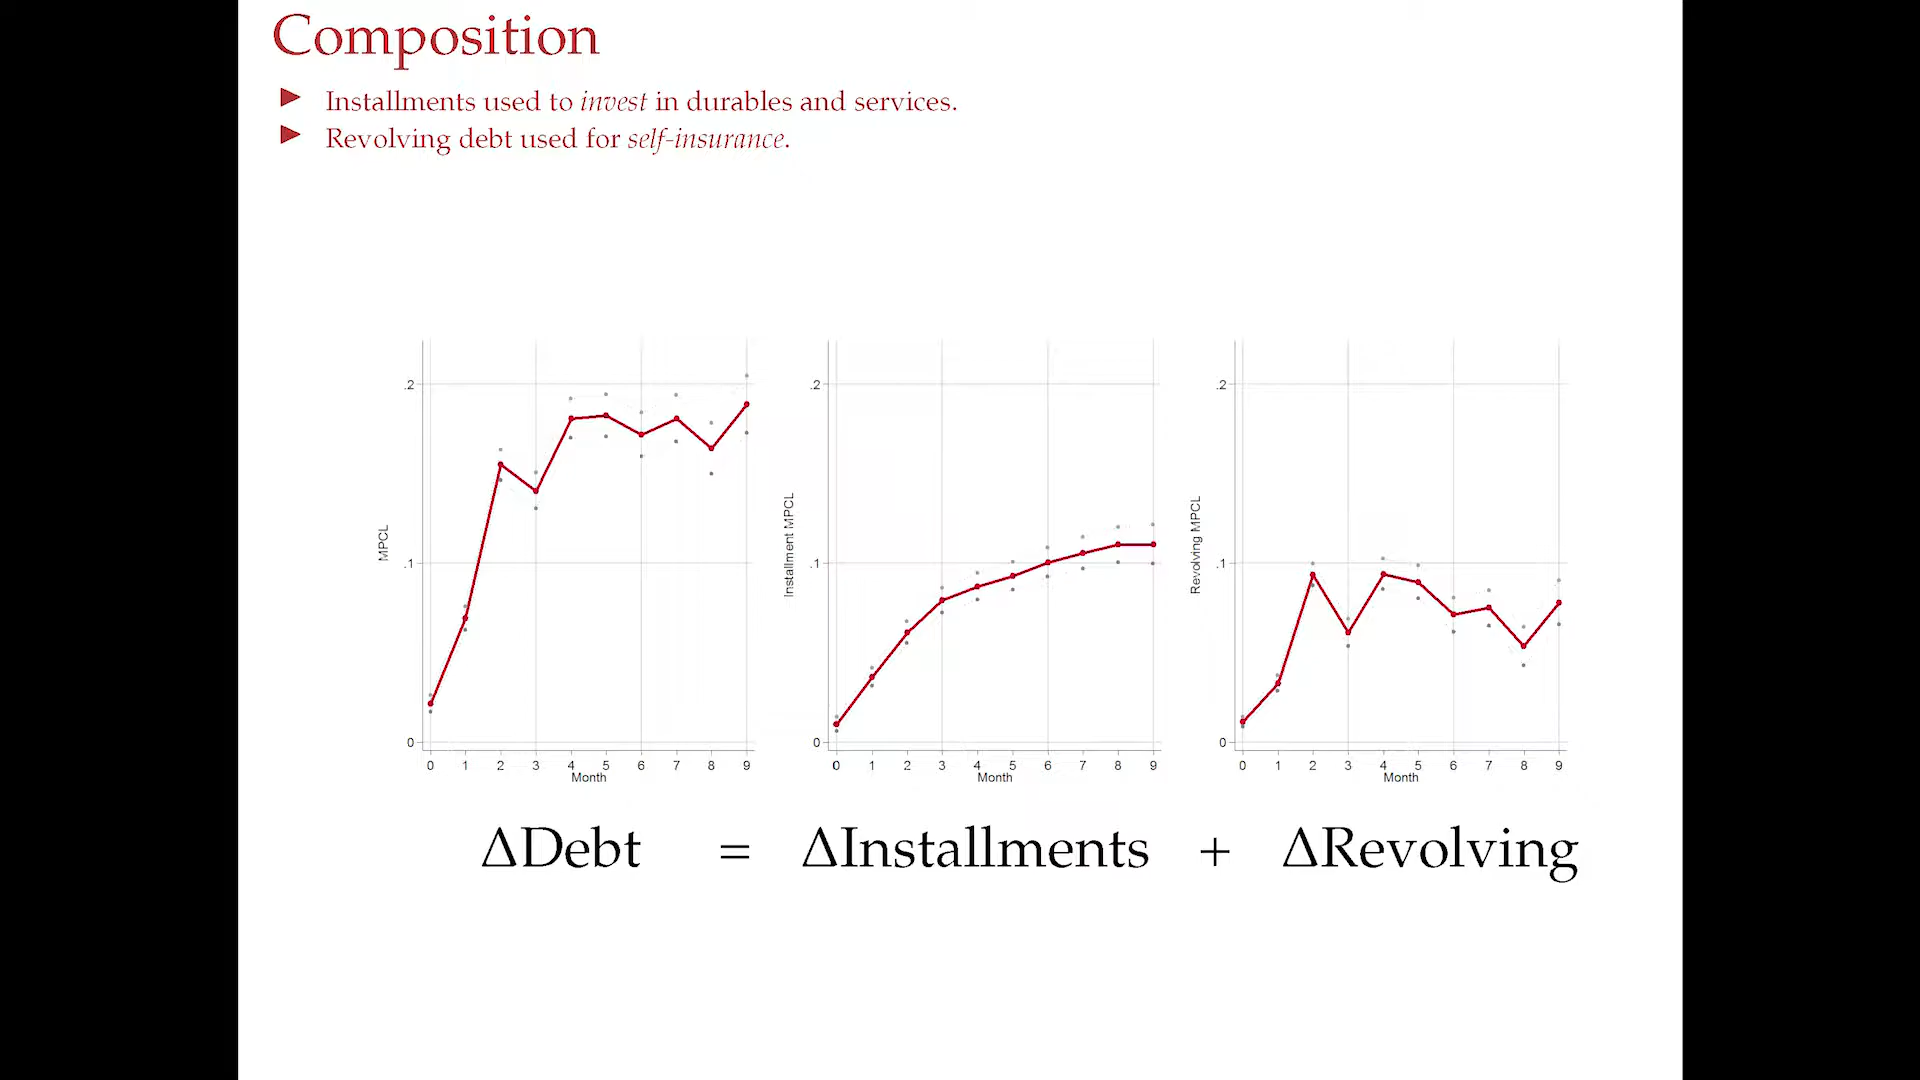 Composition
▶ Installments used to invest in durables and services.
▶ Revolving debt used for self-insurance.
MPCL
.2
.1
0
0 1 2 3 4 5 6 7 8 9
Month
Installment MPCL
.2
.1
0
0 1 2 3 4 5 6 7 8 9
Month
Revolving MPCL
.2
.1
0
0 1 2 3 4 5 6 7 8 9
Month
ΔDebt = ΔInstallments + ΔRevolving